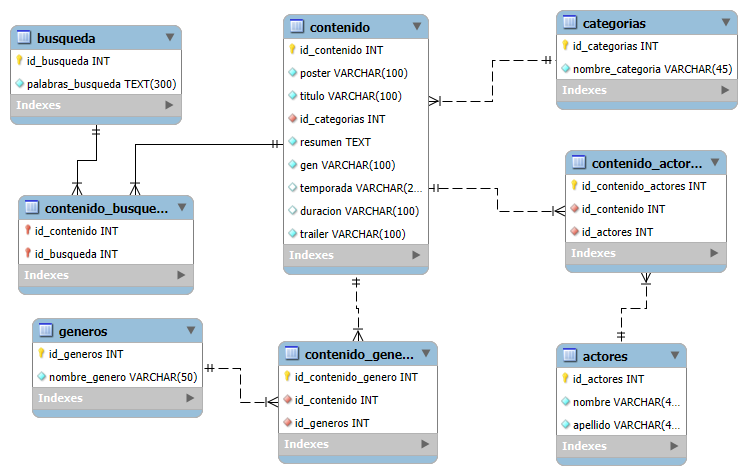 busqueda
id_busqueda INT
palabras_busqueda TEXT(300)
Indexes
contenido
id_contenido INT
poster VARCHAR(100)
titulo VARCHAR(100)
id_categorias INT
resumen TEXT
gen VARCHAR(100)
temporada VARCHAR(2...
duracion VARCHAR(100)
trailer VARCHAR(100)
Indexes
categorias
id_categorias INT
nombre_categoria VARCHAR(45)
Indexes
contenido_busque...
id_contenido INT
id_busqueda INT
Indexes
contenido_actor...
id_contenido_actores INT
id_contenido INT
id_actores INT
Indexes
generos
id_generos INT
nombre_genero VARCHAR(50)
Indexes
contenido_gene...
id_contenido_genero INT
id_contenido INT
id_generos INT
Indexes
actores
id_actores INT
nombre VARCHAR(4...
apellido VARCHAR(4...
Indexes